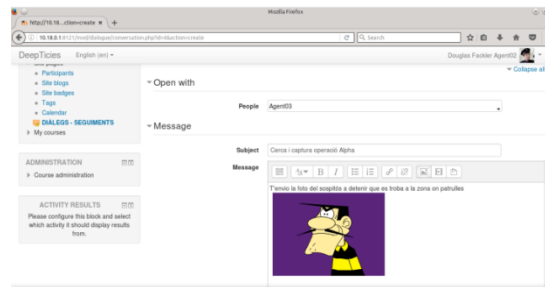 Mozilla Firefox
http://10.18....ction=create
10.18.0.1:8121/mod/dialogue/conversation.php?id=4&action=create
Search
DeepTicies English (en)
Douglas Fackler Agent02
Collapse all
Site pages
Participants
Site blogs
Site badges
Tags
Calendar
DIÀLEGS - SEGUIMENTS
My courses
ADMINISTRATION
Course administration
ACTIVITY RESULTS
Please configure this block and select
which activity it should display results
from.
Open with
People Agent03
Message
Subject Cerca i captura operació Alpha
Message
T'envio la foto del sospitós a detenir que es troba a la zona on patrulles